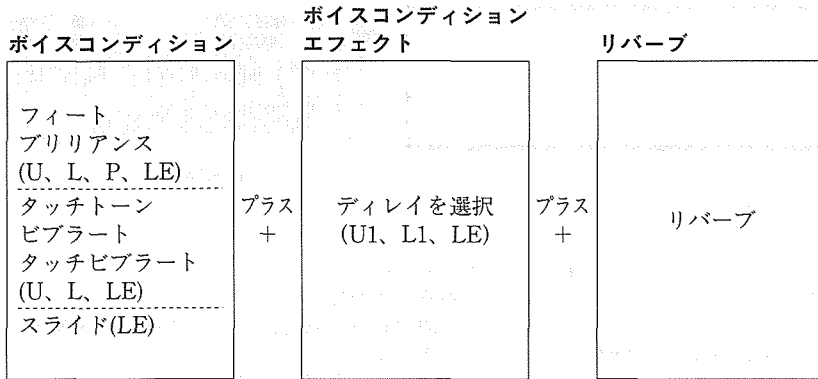 ボイスコンディション
ボイスコンディション
エフェクト
リバーブ
フィート
ブリリアンス
(U、L、P、LE)
タッチトーン
ビブラート
タッチビブラート
(U、L、LE)
スライド(LE)
プラス
+
ディレイを選択
(U1、L1、LE)
プラス
+
リバーブ